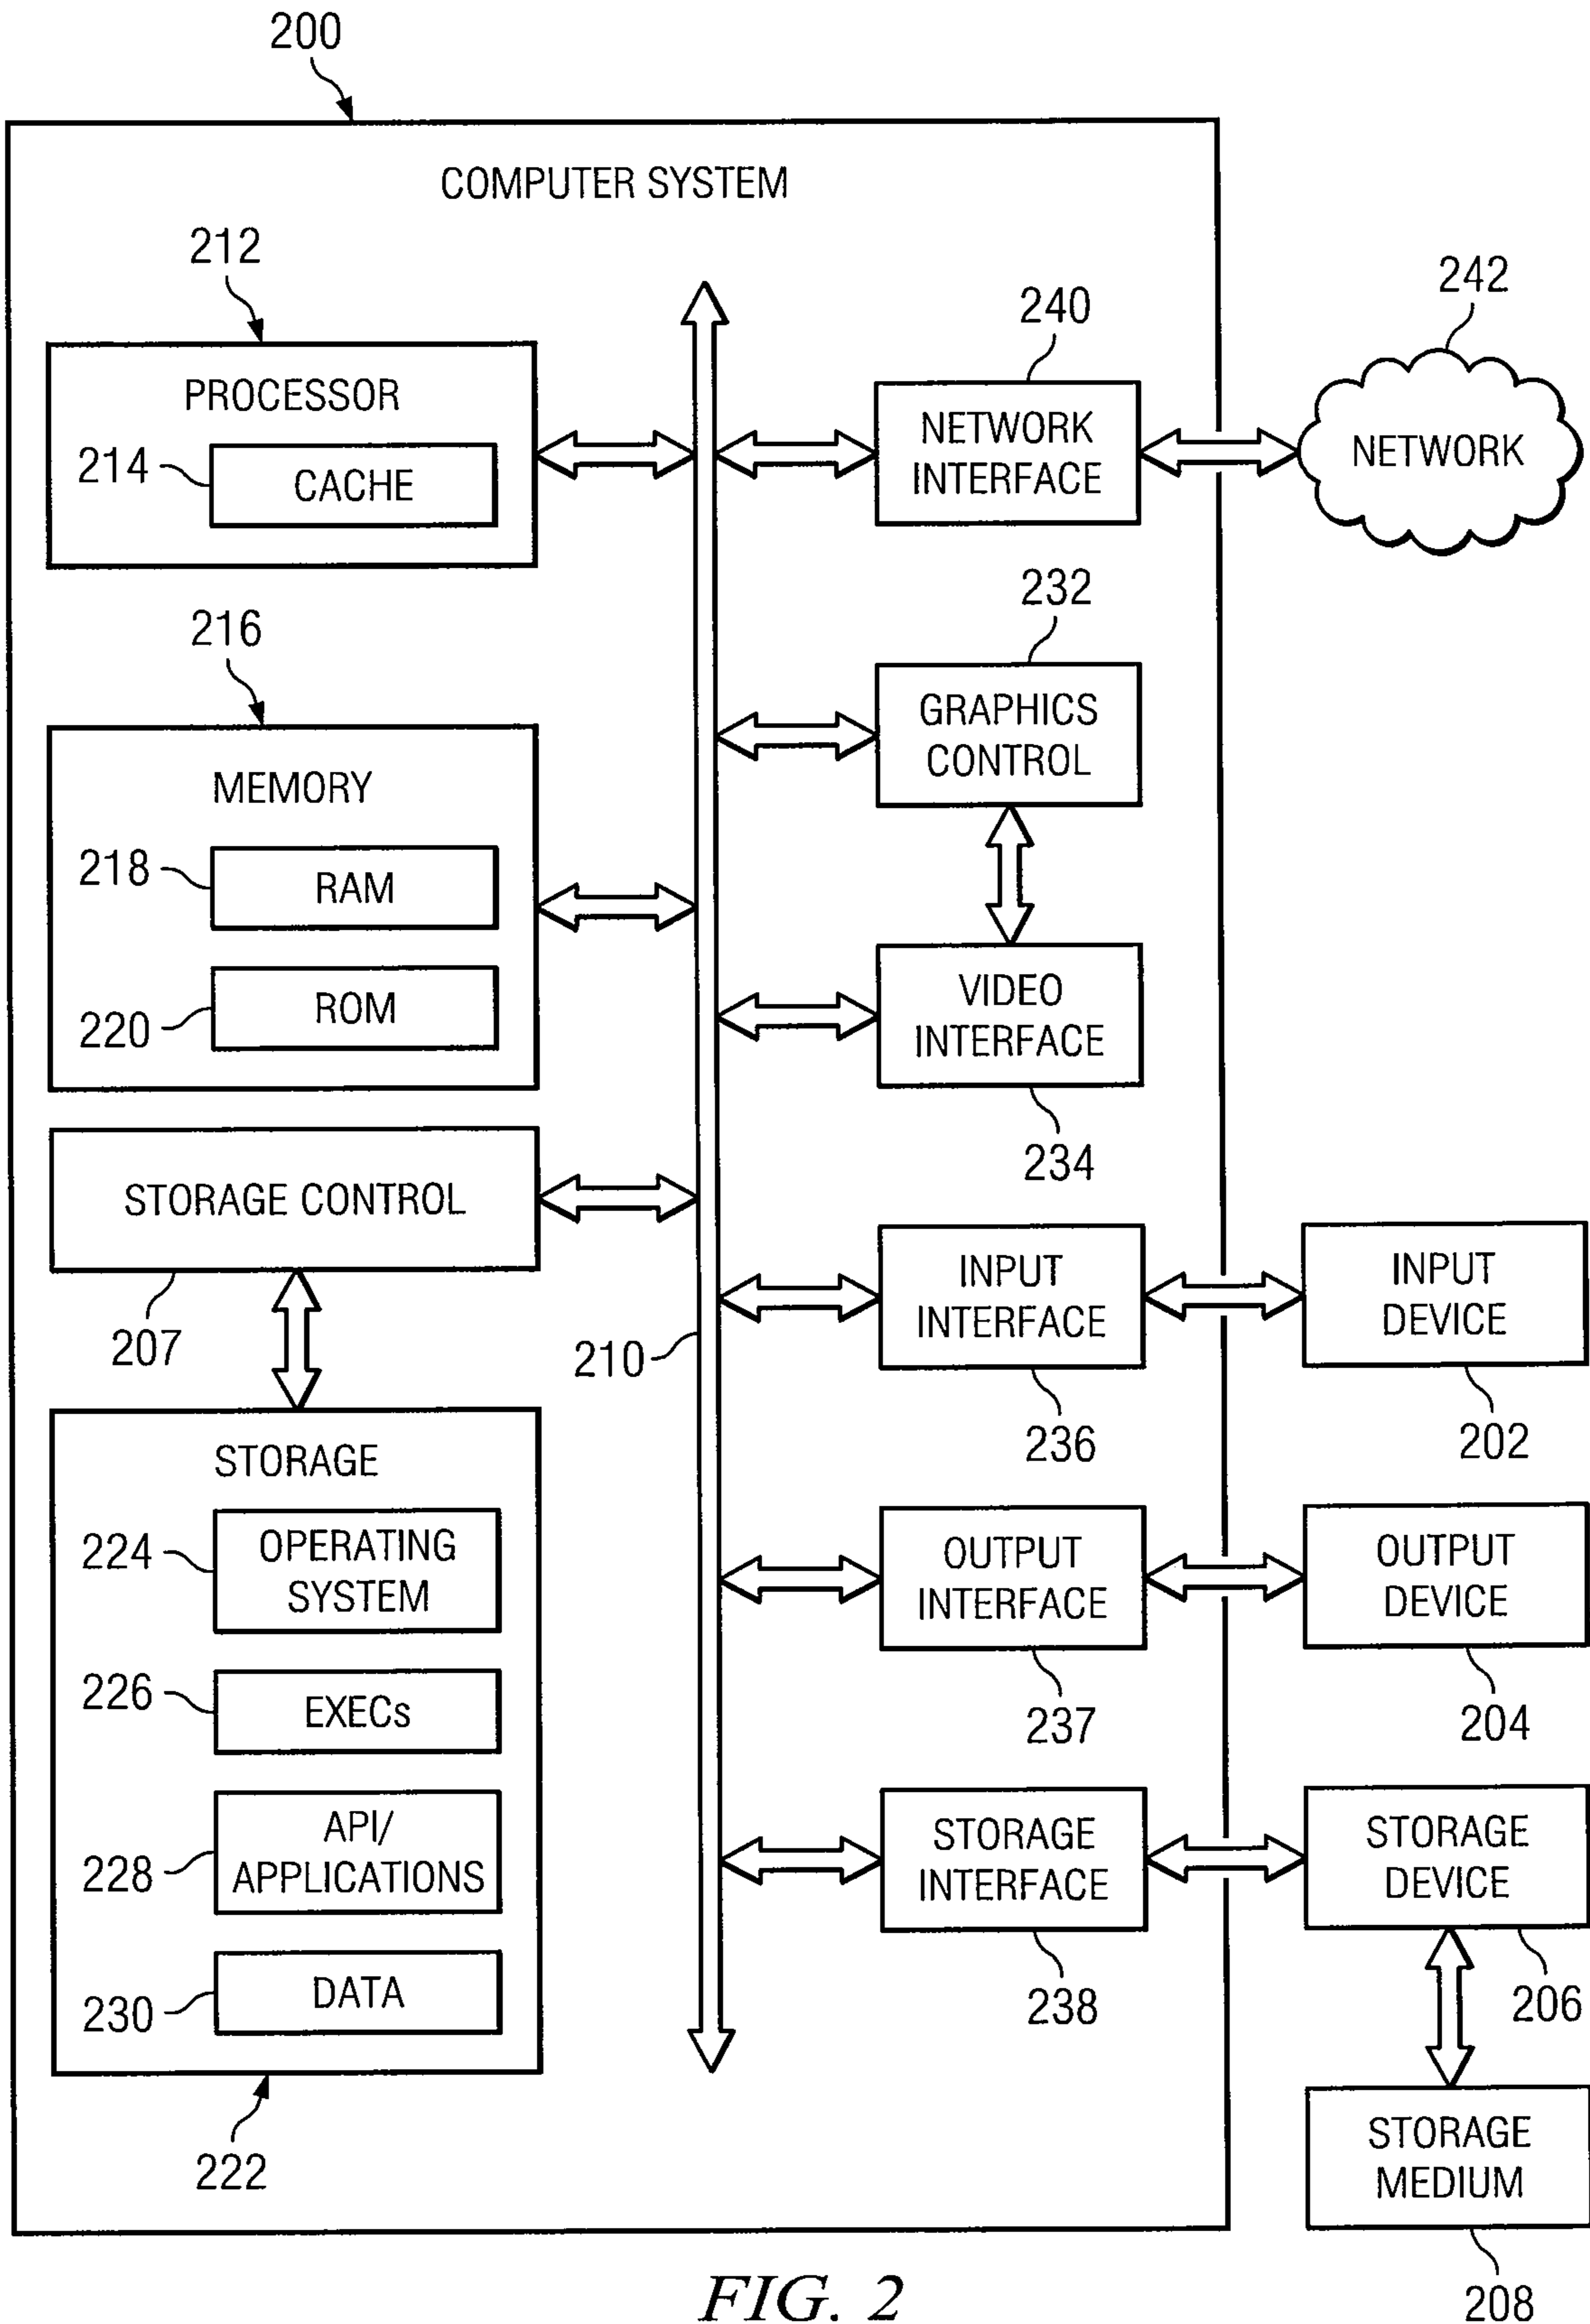 200
COMPUTER SYSTEM
212
PROCESSOR
214
CACHE
240
NETWORK
INTERFACE
242
NETWORK
216
MEMORY
218
RAM
220
ROM
232
GRAPHICS
CONTROL
VIDEO
INTERFACE
234
STORAGE CONTROL
207
210
INPUT
INTERFACE
236
INPUT
DEVICE
202
STORAGE
224
OPERATING
SYSTEM
226
EXECs
228
API/
APPLICATIONS
230
DATA
222
OUTPUT
INTERFACE
237
OUTPUT
DEVICE
204
STORAGE
INTERFACE
238
STORAGE
DEVICE
206
STORAGE
MEDIUM
208
FIG. 2